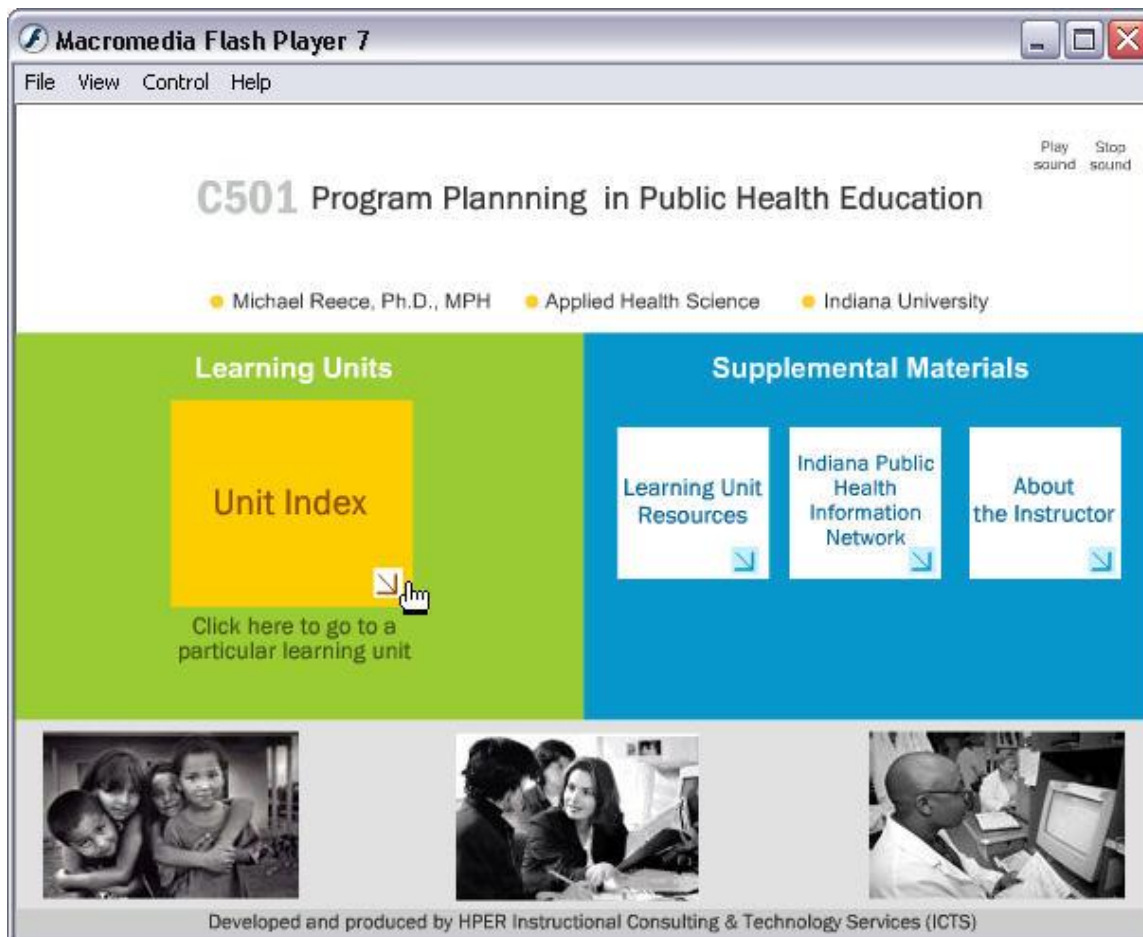 Macromedia Flash Player 7
File View Control Help
Play Stop
sound sound
C501 Program Plannning in Public Health Education
Michael Reece, Ph.D., MPH Applied Health Science Indiana University
Learning Units
Unit Index
Click here to go to a
particular learning unit
Supplemental Materials
Learning Unit
Resources
Indiana Public
Health
Information
Network
About
the Instructor
Developed and produced by HPER Instructional Consulting & Technology Services (ICTS)